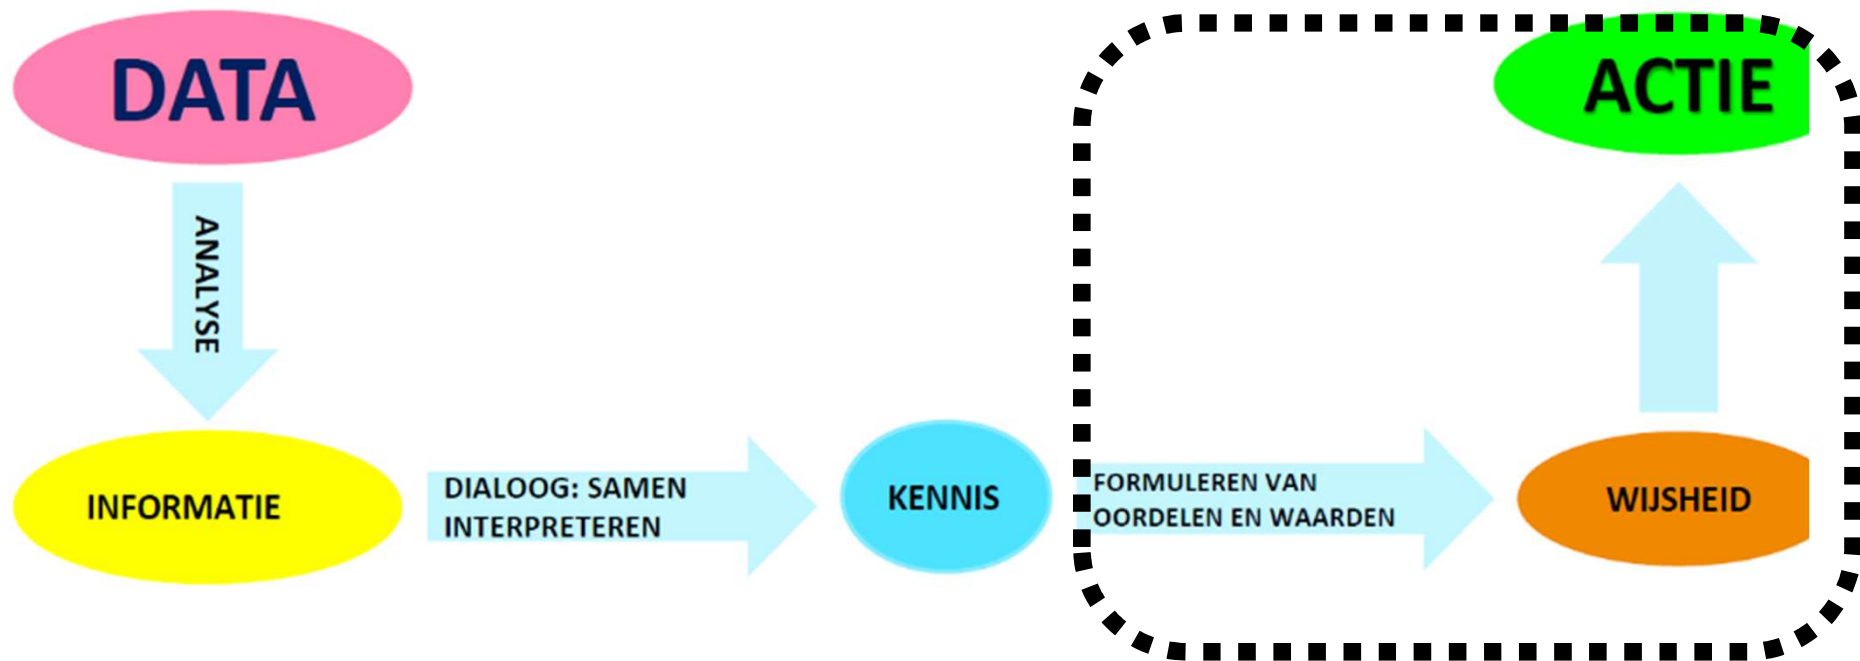 DATA
ANALYSE
INFORMATIE
DIALOOG: SAMEN
INTERPRETEREN
KENNIS
FORMULEREN VAN
OORDELEN EN WAARDEN
WIJSHEID
ACTIE